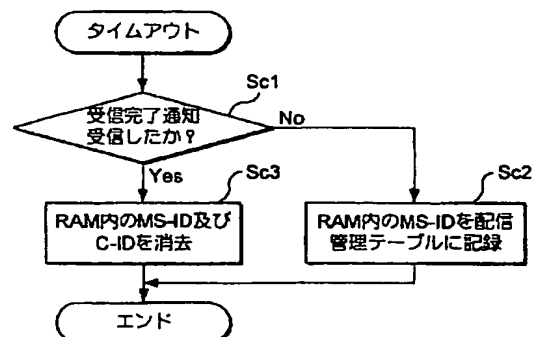 タイムアウト
Sc1
受信完了通知
受信したか?
No
Yes
Sc3
Sc2
RAM内のMS-ID及び
C-IDを消去
RAM内のMS-IDを配信
管理テーブルに記録
エンド